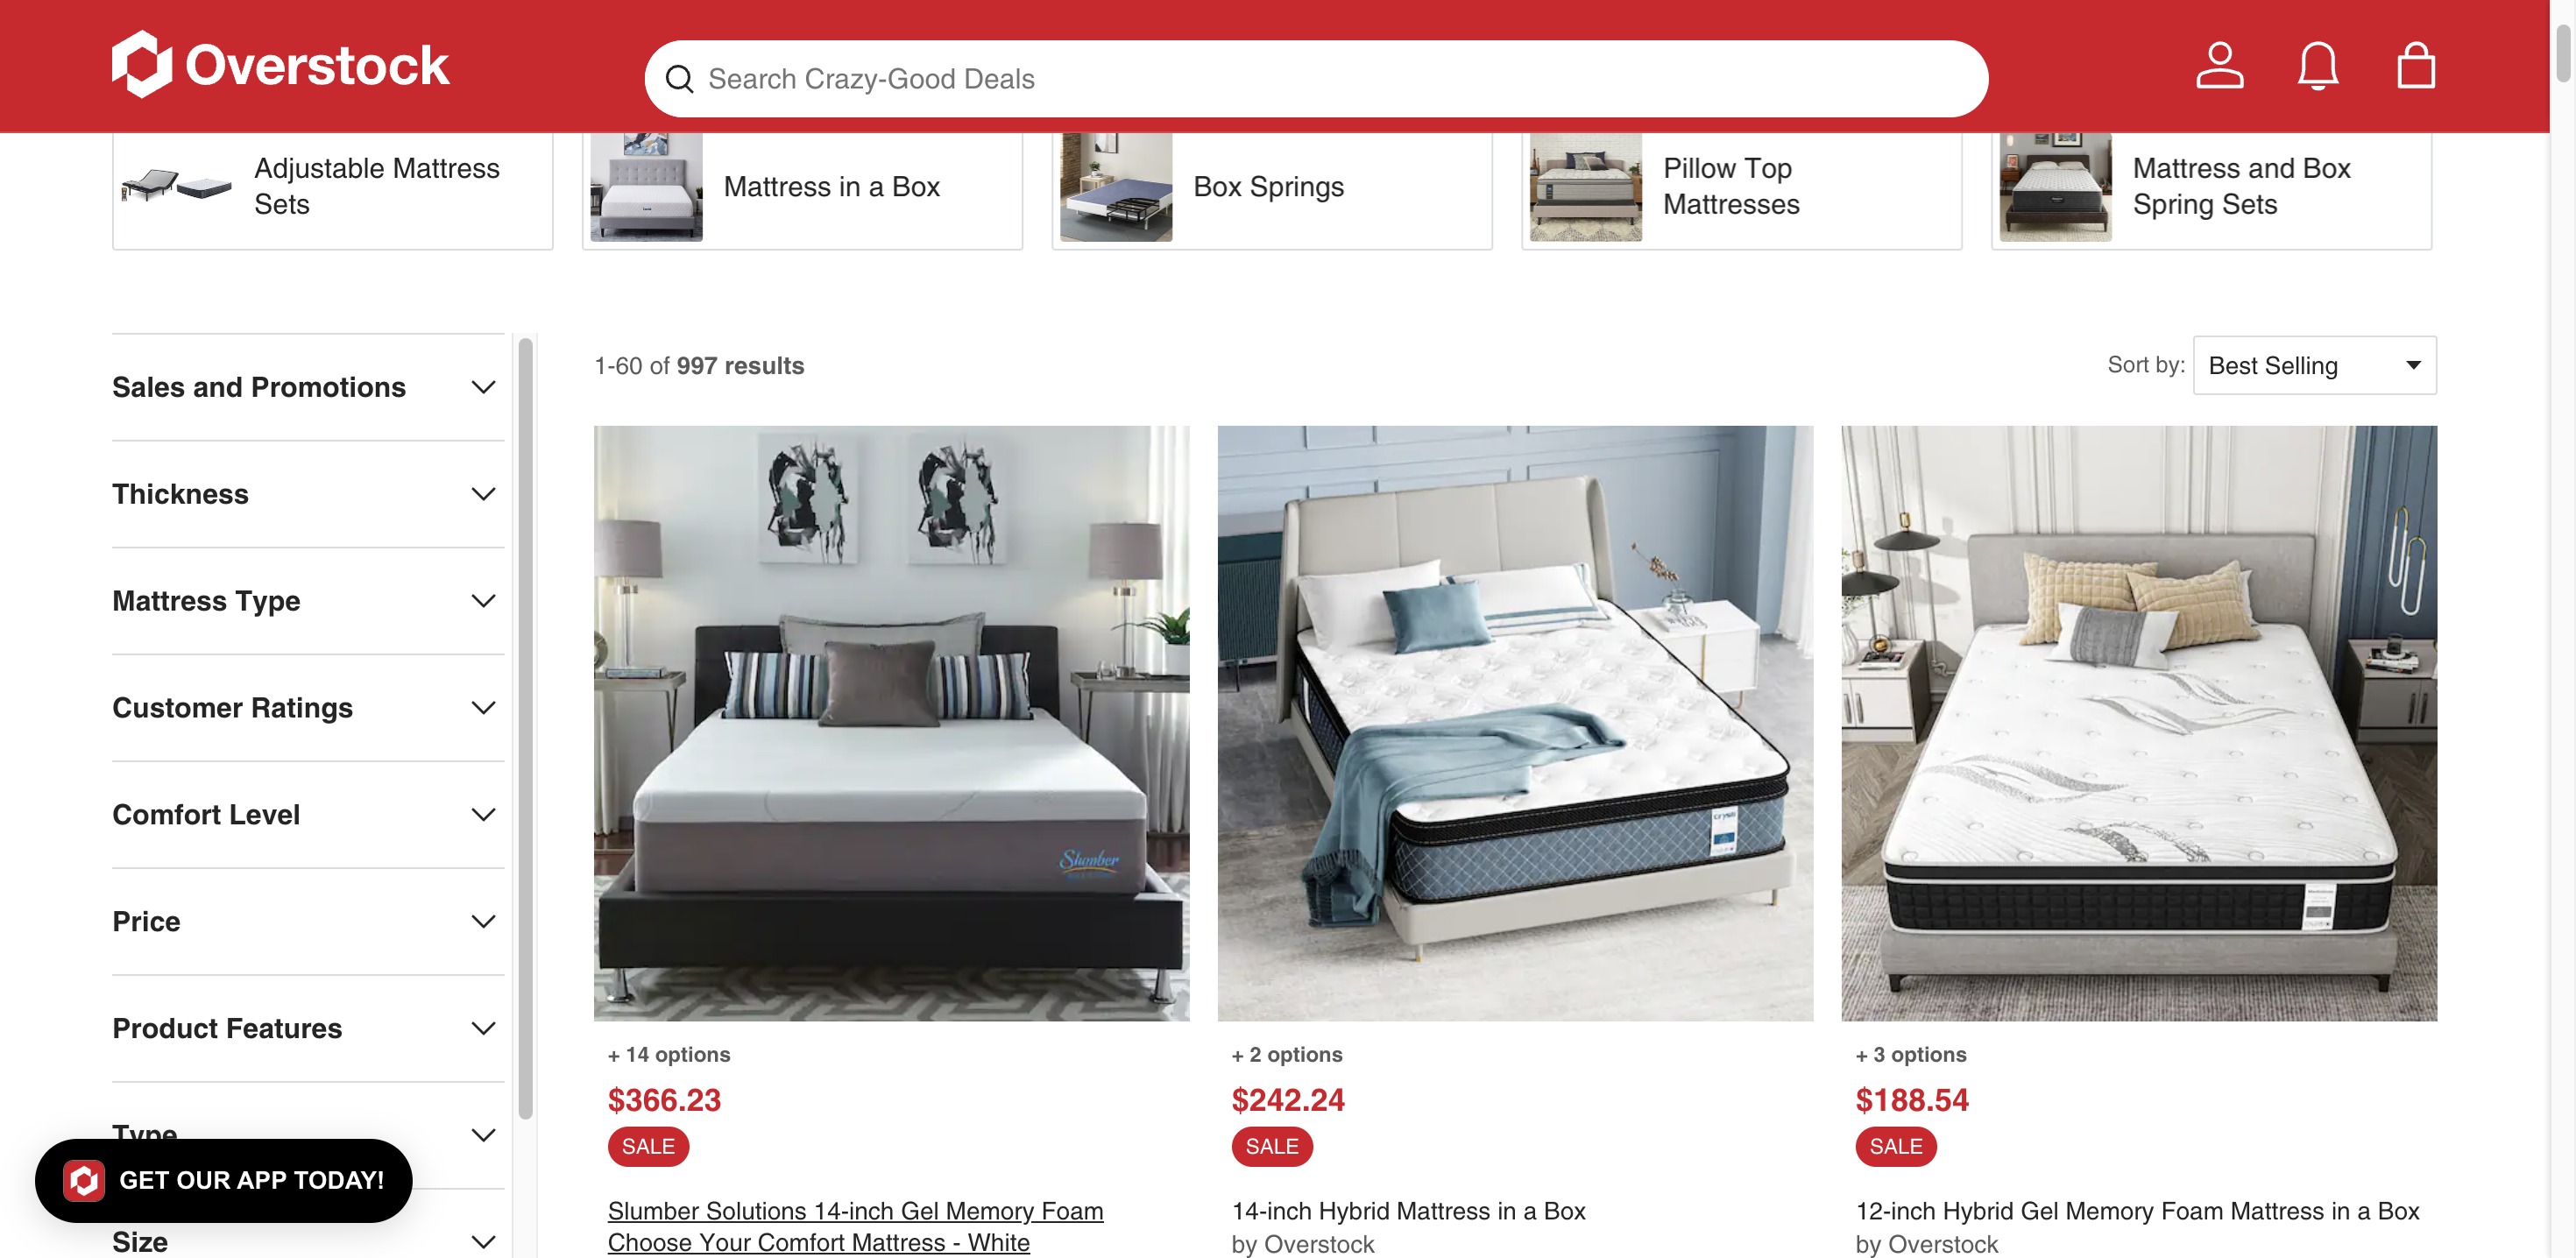 Overstock
Search Crazy-Good Deals
Adjustable Mattress
Sets
Mattress in a Box
Box Springs
Pillow Top
Mattresses
Mattress and Box
Spring Sets
Sales and Promotions
Thickness
Mattress Type
Customer Ratings
Comfort Level
Price
Product Features
Type
Size
GET OUR APP TODAY!
1-60 of 997 results
Sort by:
Best Selling
Slumber
+ 14 options
$366.23
SALE
Slumber Solutions 14-inch Gel Memory Foam
Choose Your Comfort Mattress - White
+ 2 options
$242.24
SALE
14-inch Hybrid Mattress in a Box
by Overstock
+ 3 options
$188.54
SALE
12-inch Hybrid Gel Memory Foam Mattress in a Box
by Overstock